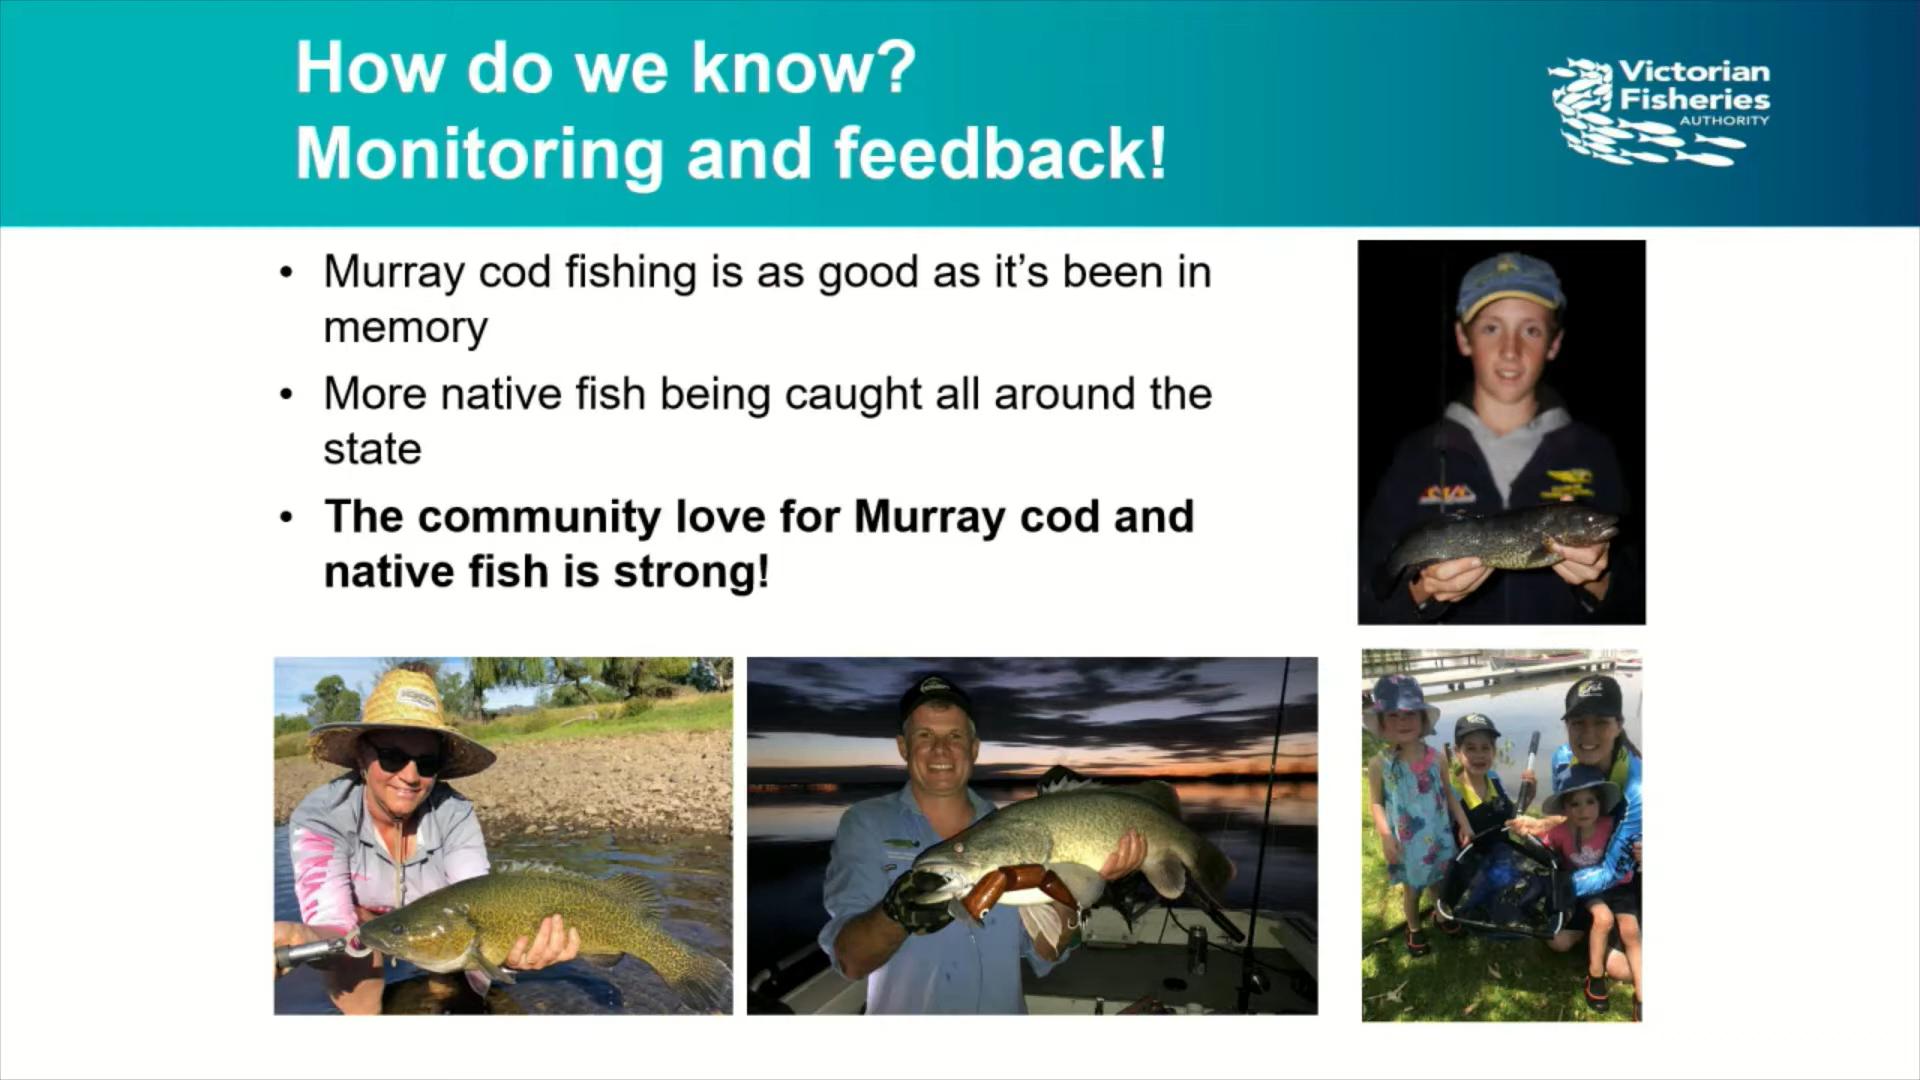 How do we know?
Monitoring and feedback!
Victorian
Fisheries
AUTHORITY
• Murray cod fishing is as good as it’s been in
memory
• More native fish being caught all around the
state
• The community love for Murray cod and
native fish is strong!